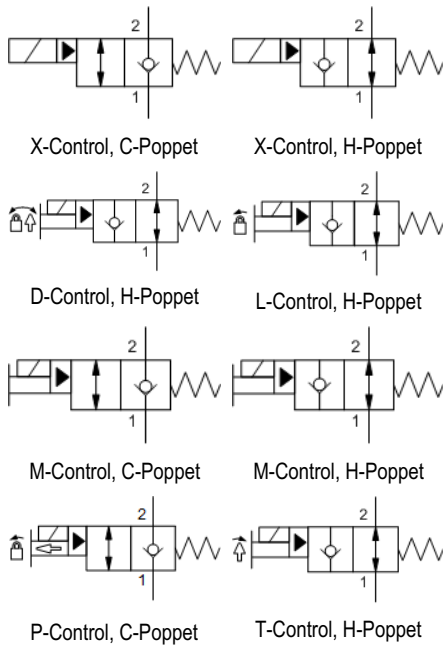 2
2
1
1
X-Control, C-Poppet
X-Control, H-Poppet
2
2
1
1
D-Control, H-Poppet
L-Control, H-Poppet
2
2
1
1
M-Control, C-Poppet
M-Control, H-Poppet
2
2
1
1
P-Control, C-Poppet
T-Control, H-Poppet